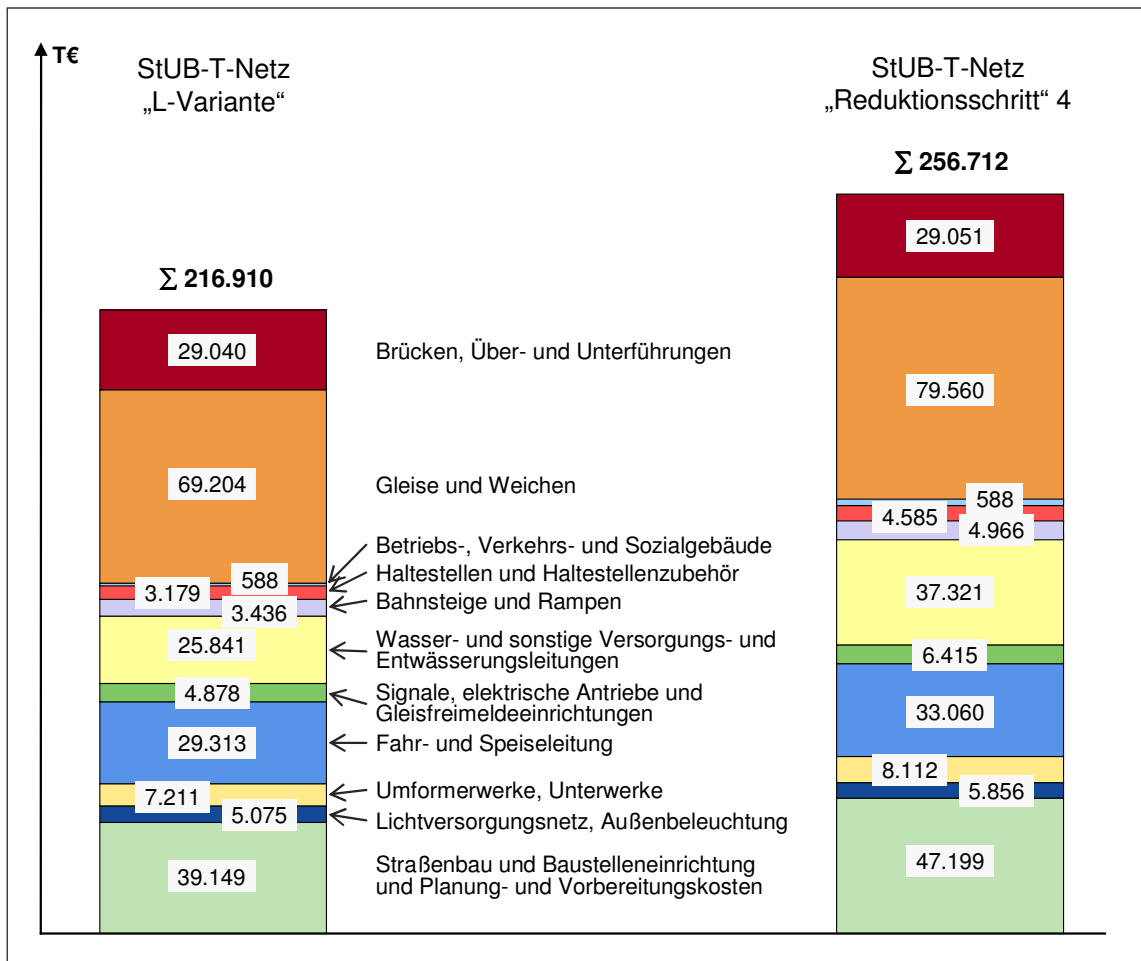 T€
StUB-T-Netz
„L-Variante“
StUB-T-Netz
„Reduktionsschritt“ 4
Σ 256.712
Σ 216.910
29.040
69.204
588
3.179
3.436
25.841
4.878
29.313
7.211
5.075
39.149
Brücken, Über- und Unterführungen
Gleise und Weichen
Betriebs-, Verkehrs- und Sozialgebäude
Haltestellen und Haltestellenzubehör
Bahnsteige und Rampen
Wasser- und sonstige Versorgungs- und
Entwässerungsleitungen
Signale, elektrische Antriebe und
Gleisfreimeldeeinrichtungen
Fahr- und Speiseleitung
Umformerwerke, Unterwerke
Lichtversorgungsnetz, Außenbeleuchtung
Straßenbau und Baustelleneinrichtung
und Planung- und Vorbereitungskosten
29.051
79.560
588
4.585
4.966
37.321
6.415
33.060
8.112
5.856
47.199